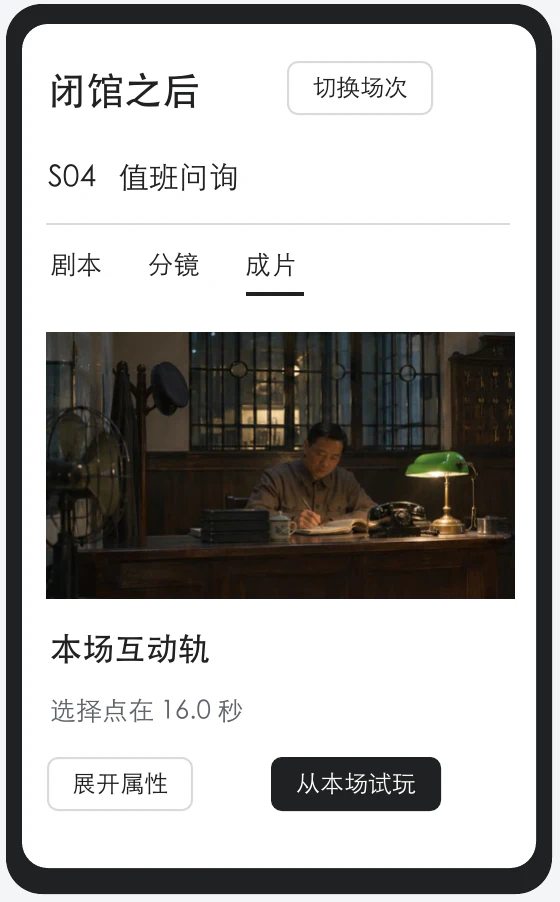 闭馆之后
切换场次
S04 值班问询
剧本 分镜 成片
本场互动轨
选择点在 16.0 秒
展开属性 从本场试玩